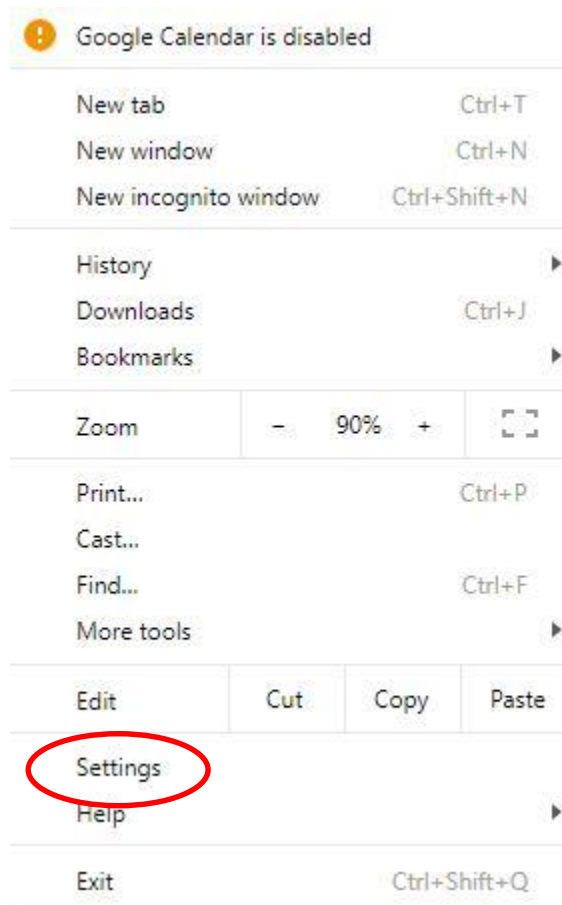 Google Calendar is disabled
New tab Ctrl+T
New window Ctrl+N
New incognito window Ctrl+Shift+N
History
Downloads Ctrl+J
Bookmarks
Zoom - 90% +
Print... Ctrl+P
Cast...
Find... Ctrl+F
More tools
Edit Cut Copy Paste
Settings
Help
Exit Ctrl+Shift+Q